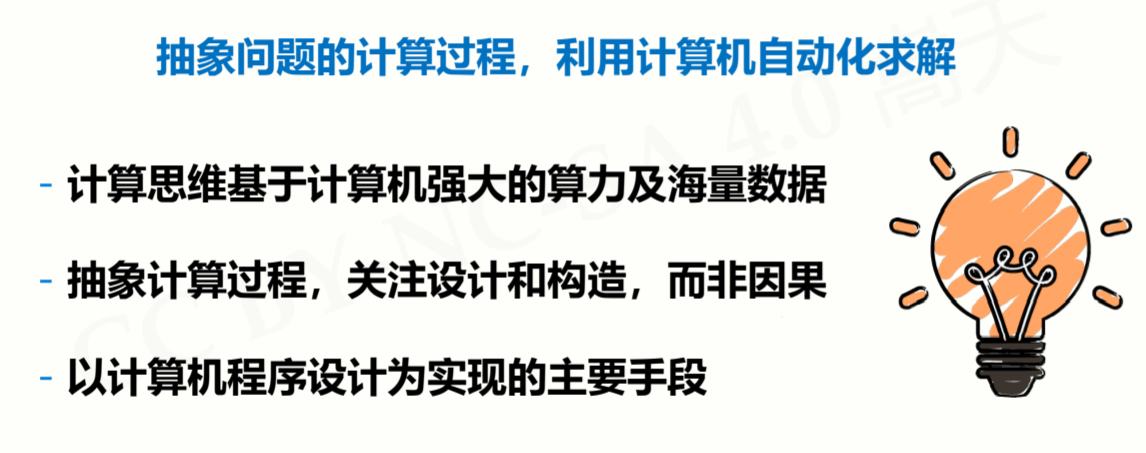 抽象问题的计算过程，利用计算机自动化求解
- 计算思维基于计算机强大的算力及海量数据
- 抽象计算过程，关注设计和构造，而非因果
- 以计算机程序设计为实现的主要手段
CC BY-NC-SA 4.0 嵩天